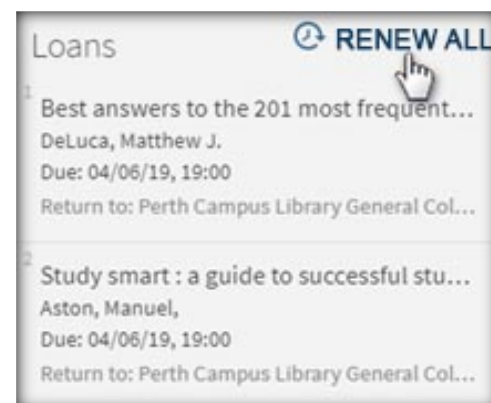 Loans
RENEW ALL
1
Best answers to the 201 most frequent...
DeLuca, Matthew J.
Due: 04/06/19, 19:00
Return to: Perth Campus Library General Col...
2
Study smart : a guide to successful stu...
Aston, Manuel,
Due: 04/06/19, 19:00
Return to: Perth Campus Library General Col...